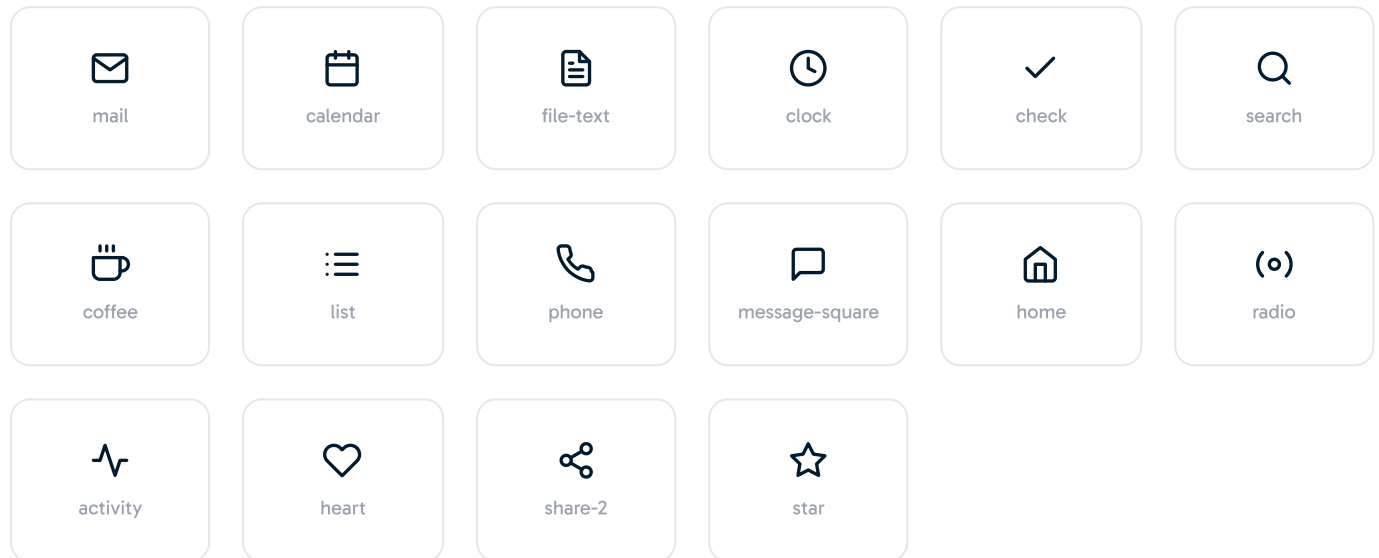 mail
calendar
file-text
clock
check
search
coffee
list
phone
message-square
home
radio
activity
heart
share-2
star